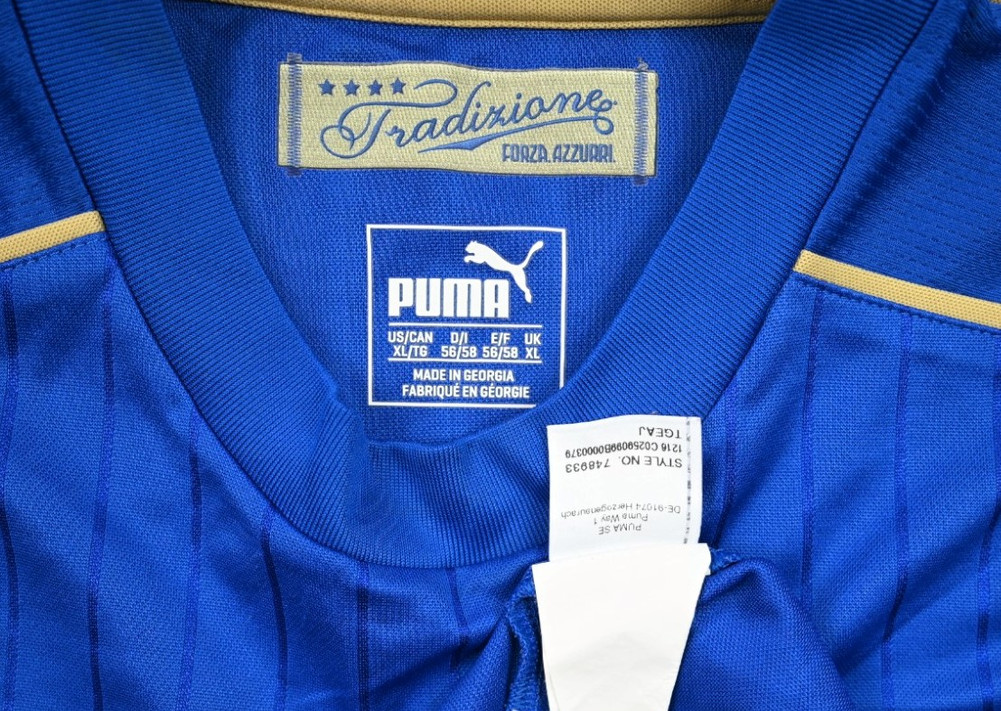 ★★★★
Tradizione
FORZA AZZURRI.
PUMA
US/CAN D/I E/F UK
XL/TG 56/58 56/58 XL
MADE IN GEORGIA
FABRIQUÉ EN GÉORGIE
PUMA SE
Puma Way 1
DE-91074 Herzogenaurach
STYLE NO. 748933
1216 C0259099B0000379
TGEAJ